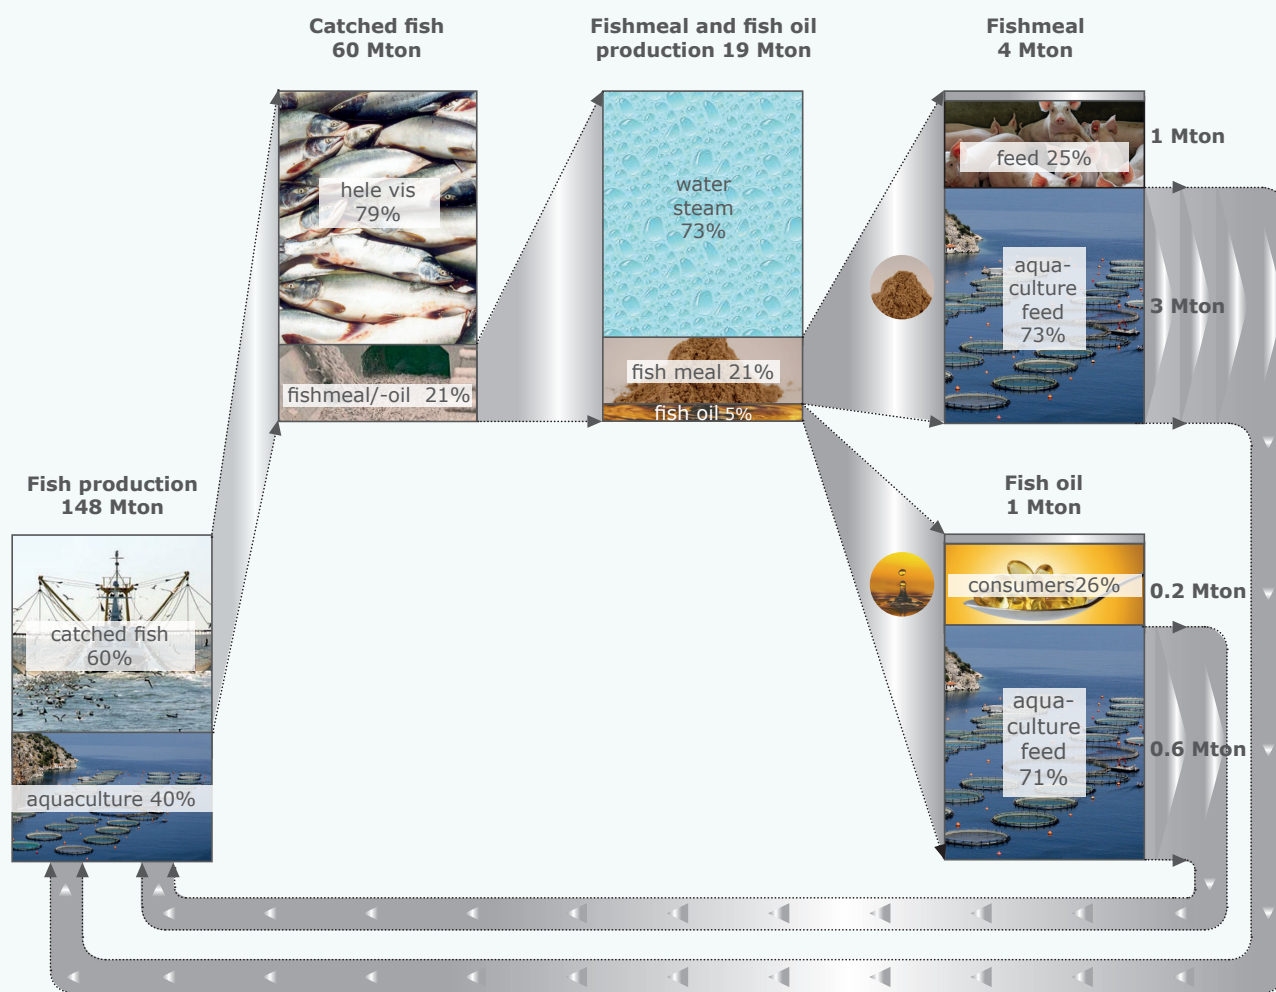 Catched fish
60 Mton
Fishmeal and fish oil
production 19 Mton
Fishmeal
4 Mton
hele vis
79%
fishmeal/-oil 21%
water
steam
73%
fish meal 21%
fish oil 5%
feed 25%
1 Mton
aqua-
culture
feed
73%
3 Mton
Fish production
148 Mton
catched fish
60%
aquaculture 40%
Fish oil
1 Mton
consumers26%
0.2 Mton
aqua-
culture
feed
71%
0.6 Mton